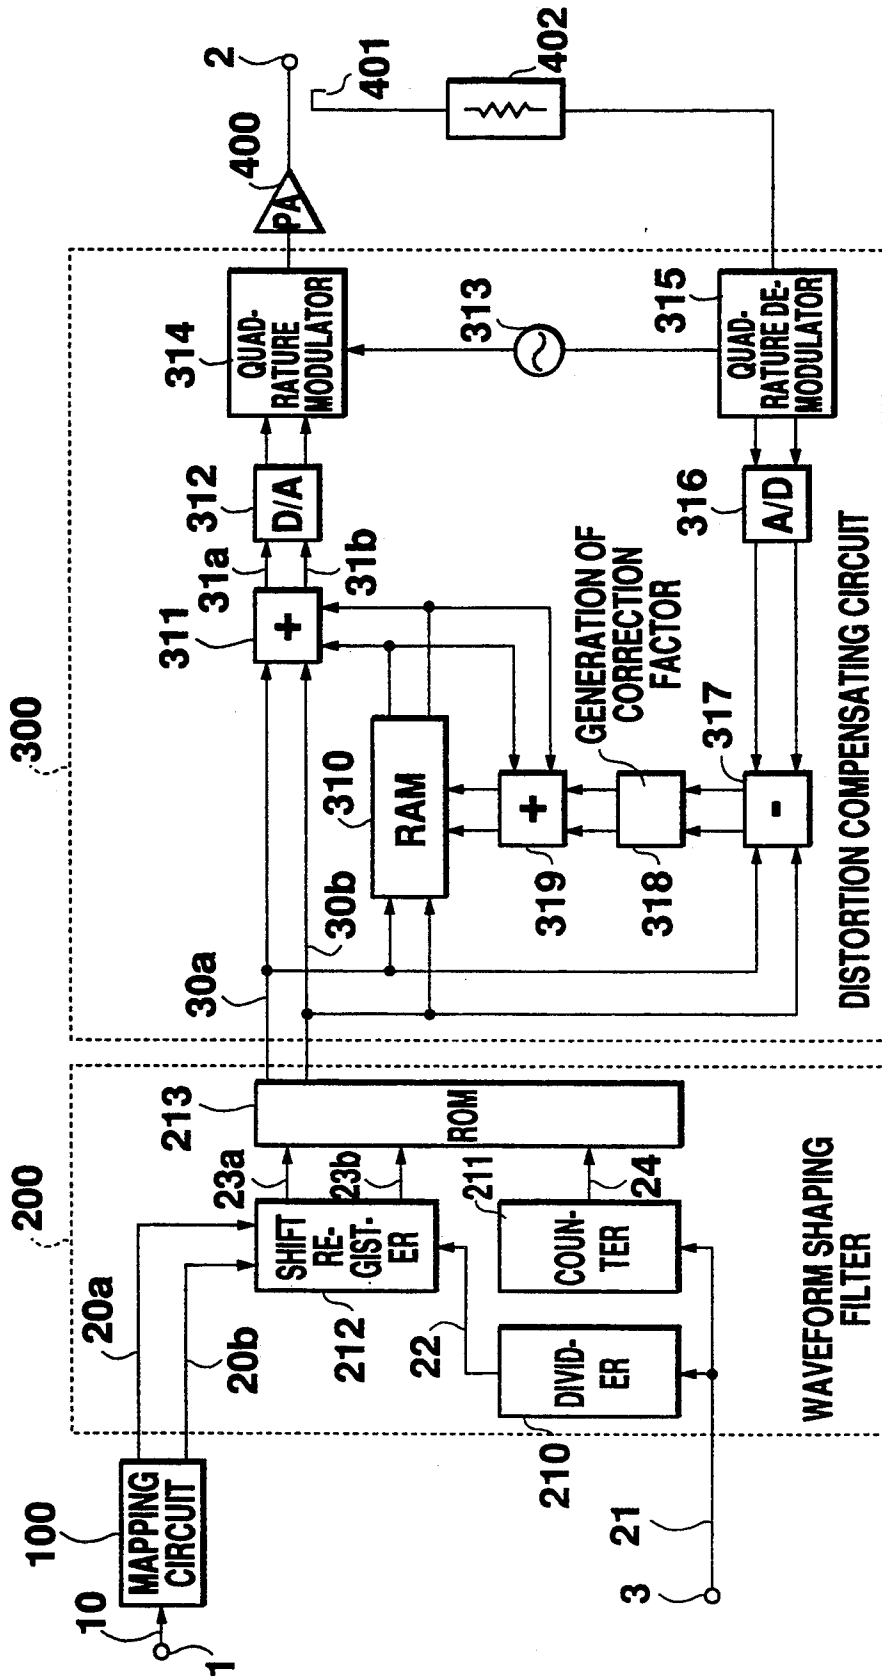 1
10
100
MAPPING
CIRCUIT
20a
20b
200
SHIFT
RE-
GIST-
ER
212
22
DIVID-
ER
210
COUN-
TER
211
23a
23b
24
213
ROM
3
21
WAVEFORM SHAPING
FILTER
300
30a
30b
310
RAM
311
+
31a
31b
312
D/A
314
QUAD-
RATURE
MODULATOR
313
319
+
318
GENERATION OF
CORRECTION
FACTOR
317
-
316
A/D
315
QUAD-
RATURE DE-
MODULATOR
DISTORTION COMPENSATING CIRCUIT
400
PA
2
401
402